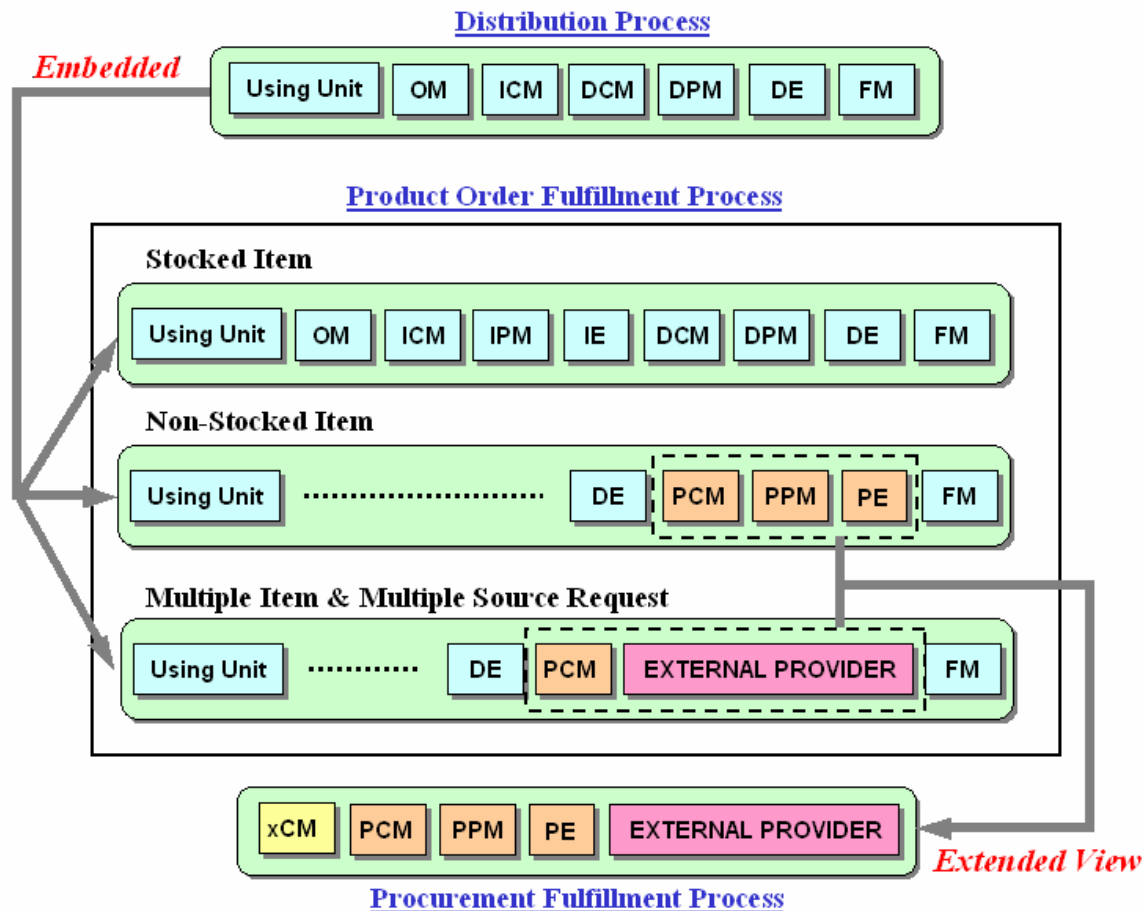 Distribution Process
Embedded
Using Unit OM ICM DCM DPM DE FM
Product Order Fulfillment Process
Stocked Item
Using Unit OM ICM IPM IE DCM DPM DE FM
Non-Stocked Item
Using Unit DE PCM PPM PE FM
Multiple Item & Multiple Source Request
Using Unit DE PCM EXTERNAL PROVIDER FM
xCM PCM PPM PE EXTERNAL PROVIDER
Extended View
Procurement Fulfillment Process